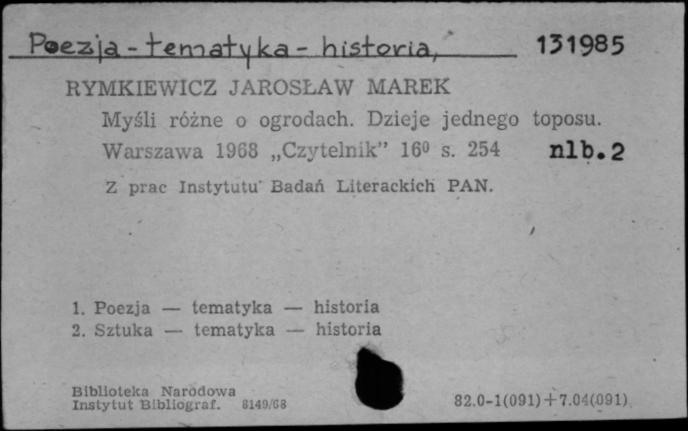 Poezja - tematyka - historia, 131985
RYMKIEWICZ JAROSŁAW MAREK
Myśli różne o ogrodach. Dzieje jednego toposu.
Warszawa 1968 „Czytelnik” 16⁰ s. 254 nlb. 2
Z prac Instytutu Badań Literackich PAN.
1. Poezja — tematyka — historia
2. Sztuka — tematyka — historia
Biblioteka Narodowa
Instytut Bibliograf. 8149/68 82.0-1(091)+7.04(091)